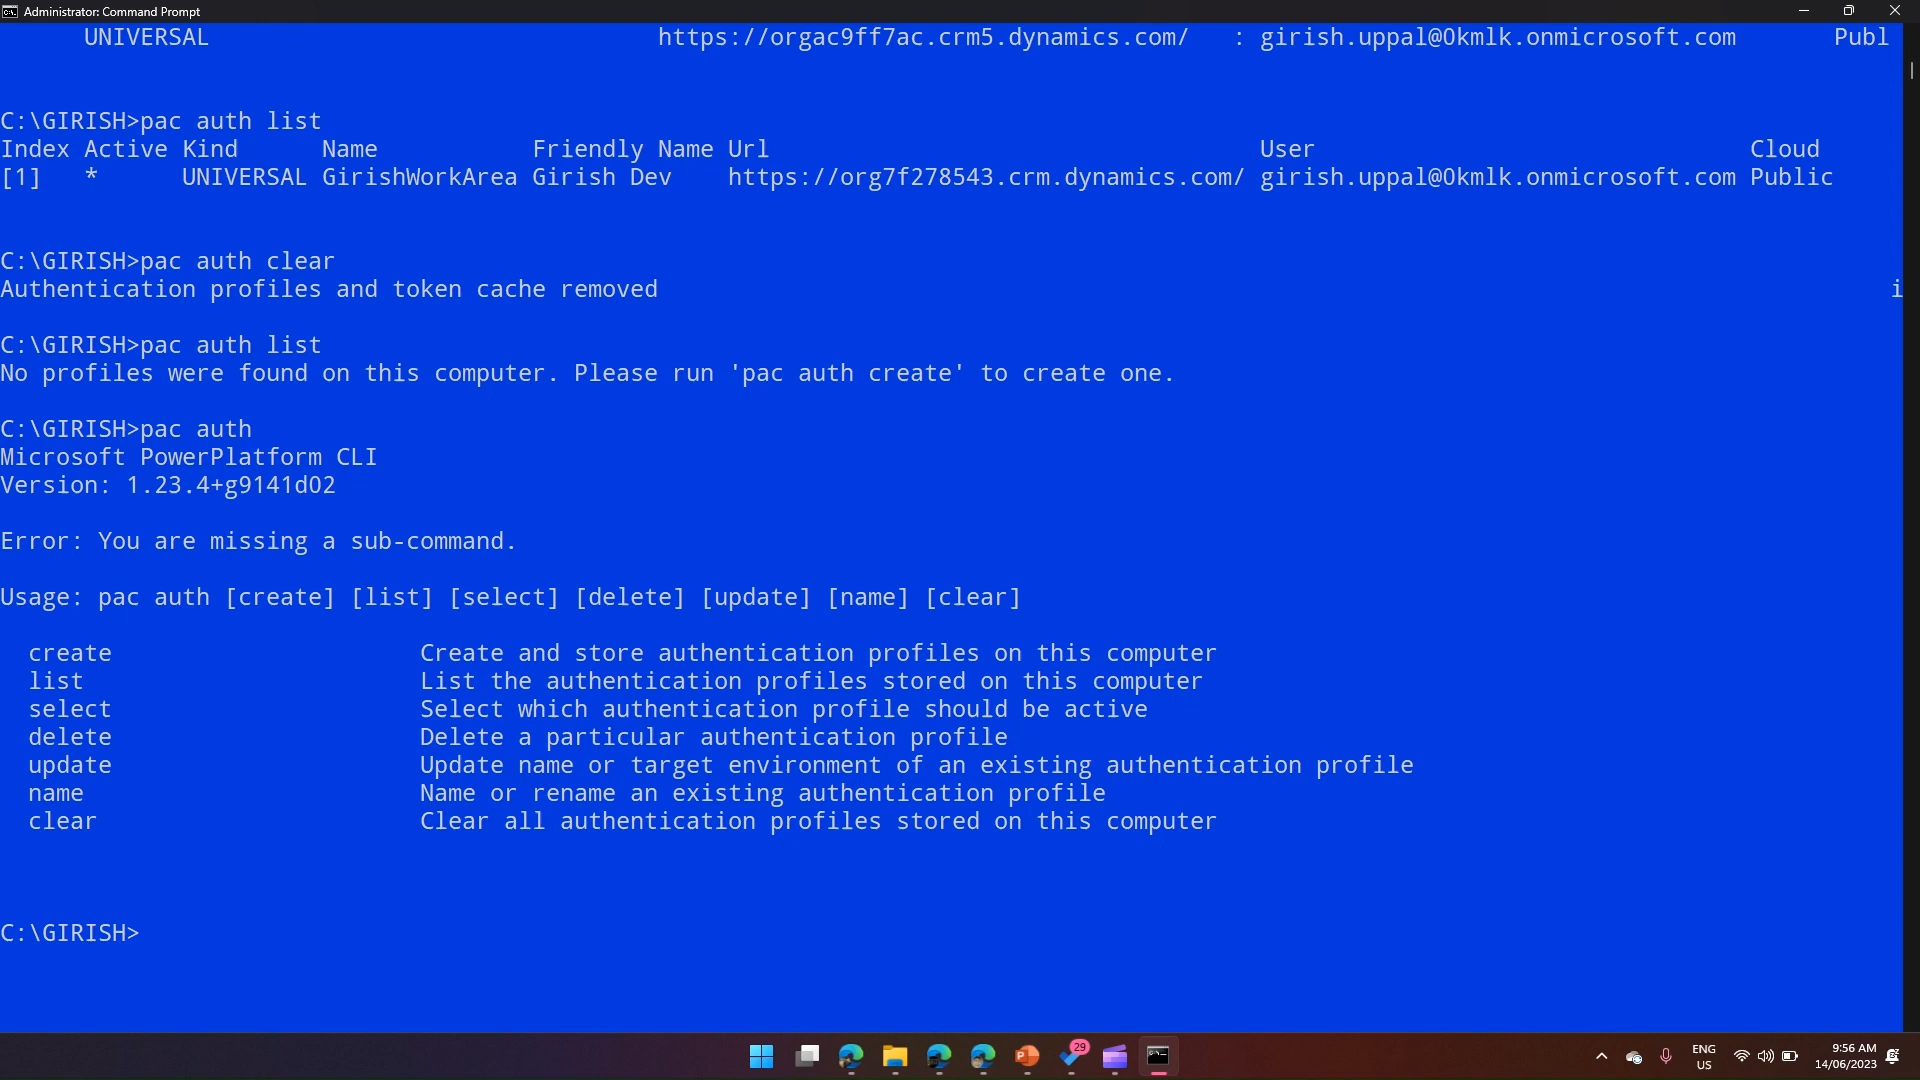 Administrator: Command Prompt
UNIVERSAL https://orgac9ff7ac.crm5.dynamics.com/ : girish.uppal@0kmlk.onmicrosoft.com Publ
C:\GIRISH>pac auth list
Index Active Kind Name Friendly Name Url User Cloud
[1] * UNIVERSAL GirishWorkArea Girish Dev https://org7f278543.crm.dynamics.com/ girish.uppal@0kmlk.onmicrosoft.com Public
C:\GIRISH>pac auth clear
Authentication profiles and token cache removed i
C:\GIRISH>pac auth list
No profiles were found on this computer. Please run 'pac auth create' to create one.
C:\GIRISH>pac auth
Microsoft PowerPlatform CLI
Version: 1.23.4+g9141d02
Error: You are missing a sub-command.
Usage: pac auth [create] [list] [select] [delete] [update] [name] [clear]
create Create and store authentication profiles on this computer
list List the authentication profiles stored on this computer
select Select which authentication profile should be active
delete Delete a particular authentication profile
update Update name or target environment of an existing authentication profile
name Name or rename an existing authentication profile
clear Clear all authentication profiles stored on this computer
C:\GIRISH>
29
ENG 9:56 AM
US 14/06/2023